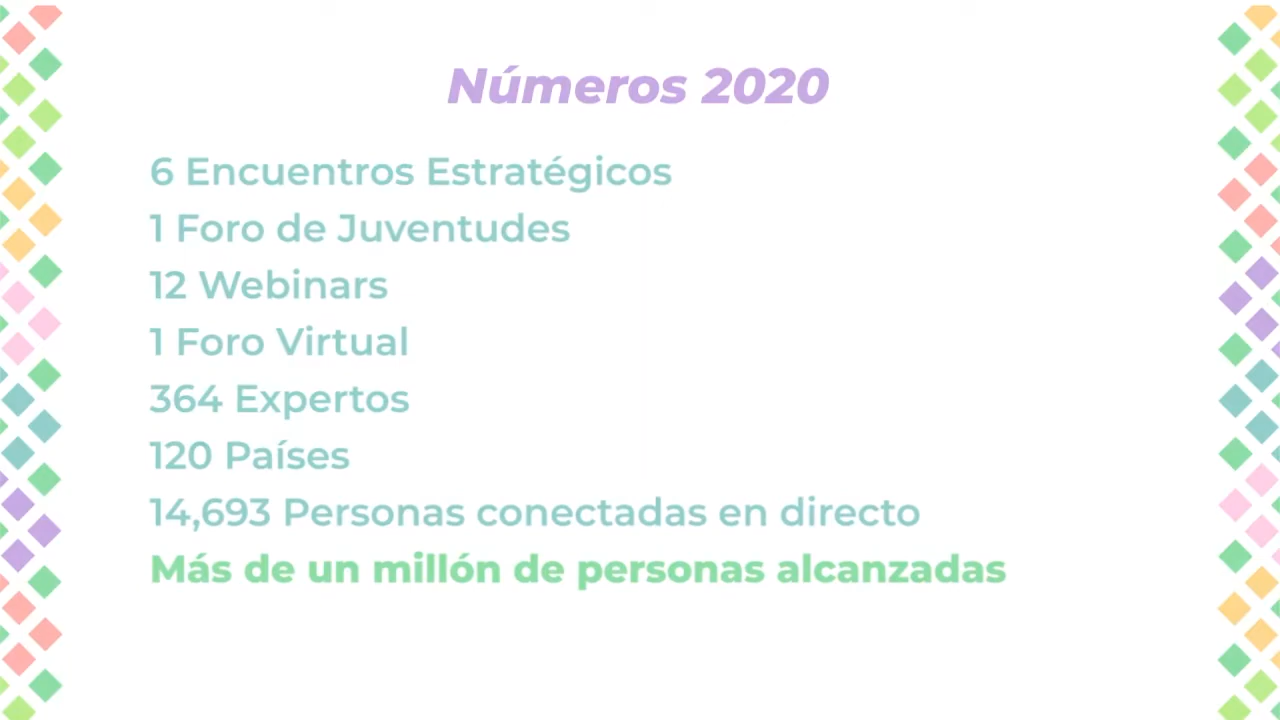 Números 2020
6 Encuentros Estratégicos
1 Foro de Juventudes
12 Webinars
1 Foro Virtual
364 Expertos
120 Países
14,693 Personas conectadas en directo
Más de un millón de personas alcanzadas